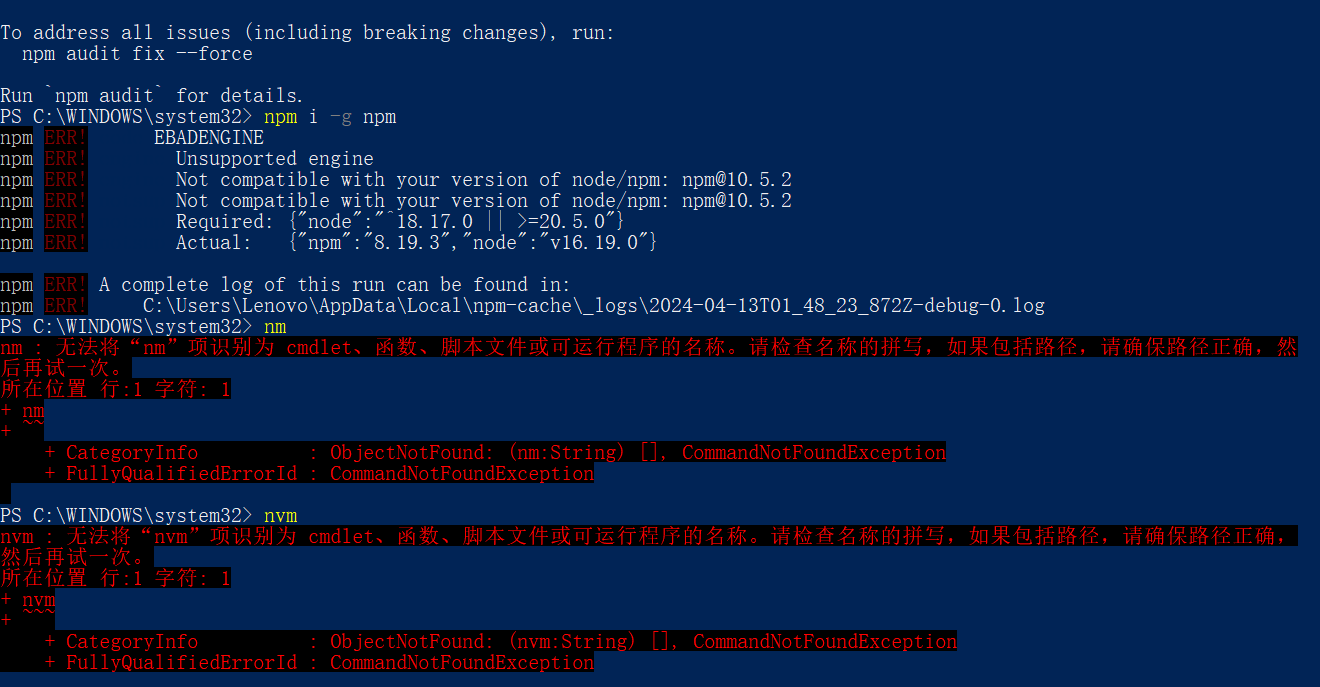 To address all issues (including breaking changes), run:
  npm audit fix --force
Run `npm audit` for details.
PS C:\WINDOWS\system32> npm i -g npm
npm ERR!      EBADENGINE
npm ERR!        Unsupported engine
npm ERR!        Not compatible with your version of node/npm: npm@10.5.2
npm ERR!        Not compatible with your version of node/npm: npm@10.5.2
npm ERR!        Required: {"node":"^18.17.0 || >=20.5.0"}
npm ERR!        Actual:   {"npm":"8.19.3","node":"v16.19.0"}
npm ERR! A complete log of this run can be found in:
npm ERR!     C:\Users\Lenovo\AppData\Local\npm-cache\_logs\2024-04-13T01_48_23_872Z-debug-0.log
PS C:\WINDOWS\system32> nm
nm : 无法将“nm”项识别为 cmdlet、函数、脚本文件或可运行程序的名称。请检查名称的拼写，如果包括路径，请确保路径正确，然
后再试一次。
所在位置 行:1 字符: 1
+ nm
+ ~~
    + CategoryInfo          : ObjectNotFound: (nm:String) [], CommandNotFoundException
    + FullyQualifiedErrorId : CommandNotFoundException
PS C:\WINDOWS\system32> nvm
nvm : 无法将“nvm”项识别为 cmdlet、函数、脚本文件或可运行程序的名称。请检查名称的拼写，如果包括路径，请确保路径正确，
然后再试一次。
所在位置 行:1 字符: 1
+ nvm
+ ~~~
    + CategoryInfo          : ObjectNotFound: (nvm:String) [], CommandNotFoundException
    + FullyQualifiedErrorId : CommandNotFoundException